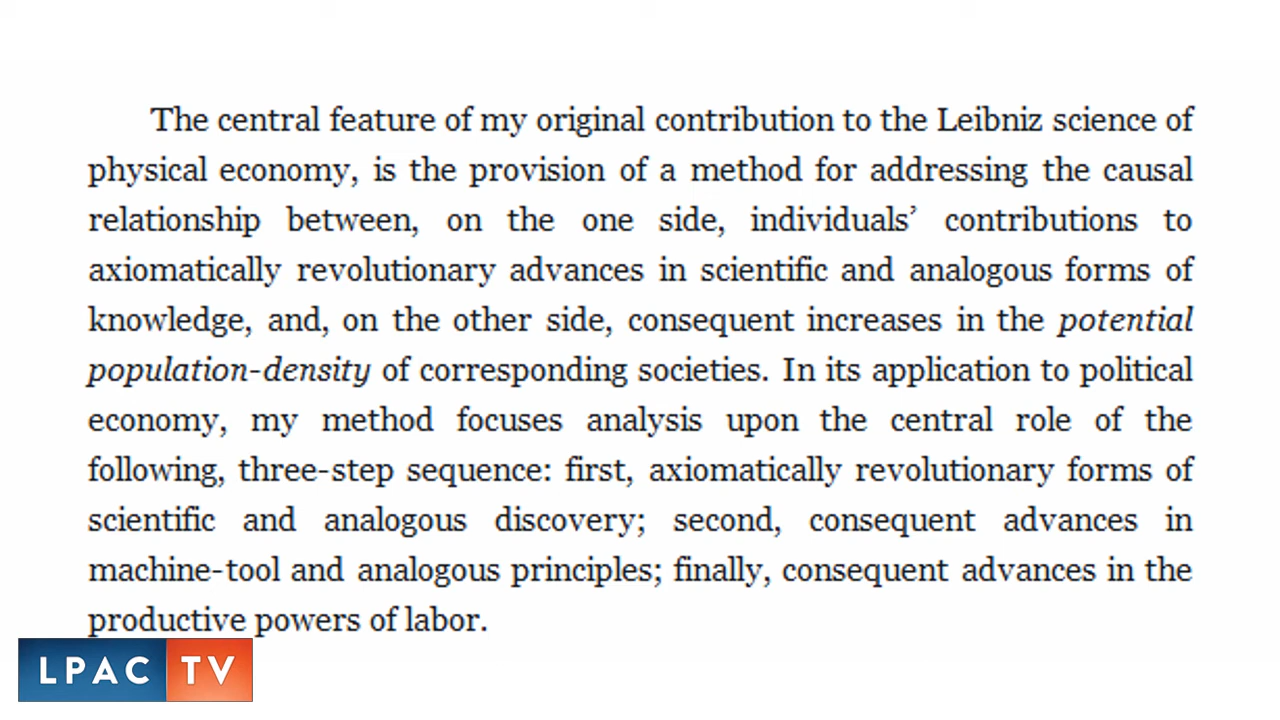 The central feature of my original contribution to the Leibniz science of
physical economy, is the provision of a method for addressing the causal
relationship between, on the one side, individuals’ contributions to
axiomatically revolutionary advances in scientific and analogous forms of
knowledge, and, on the other side, consequent increases in the potential
population-density of corresponding societies. In its application to political
economy, my method focuses analysis upon the central role of the
following, three-step sequence: first, axiomatically revolutionary forms of
scientific and analogous discovery; second, consequent advances in
machine-tool and analogous principles; finally, consequent advances in the
productive powers of labor.
LPAC TV